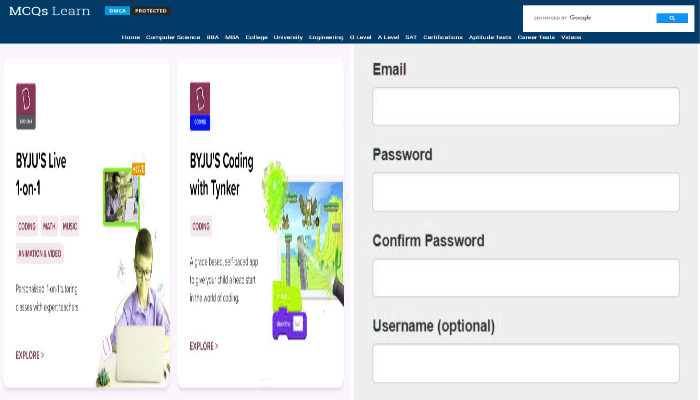 MCQs Learn
DMCA PROTECTED
ENHANCED BY Google
Home Computer Science BBA MBA College University Engineering O Level A Level SAT Certifications Aptitude Tests Career Tests Videos
BYJU'S Live
1-on-1
CODING MATH MUSIC
ANIMATION & VIDEO
Personalised 1-on-1 tutoring
classes with expert teachers
EXPLORE >
LIVE
BYJU'S Coding
with Tynker
CODING
A grade based, self-paced app
to give your child a head start
in the world of coding.
EXPLORE >
Email
Password
Confirm Password
Username (optional)